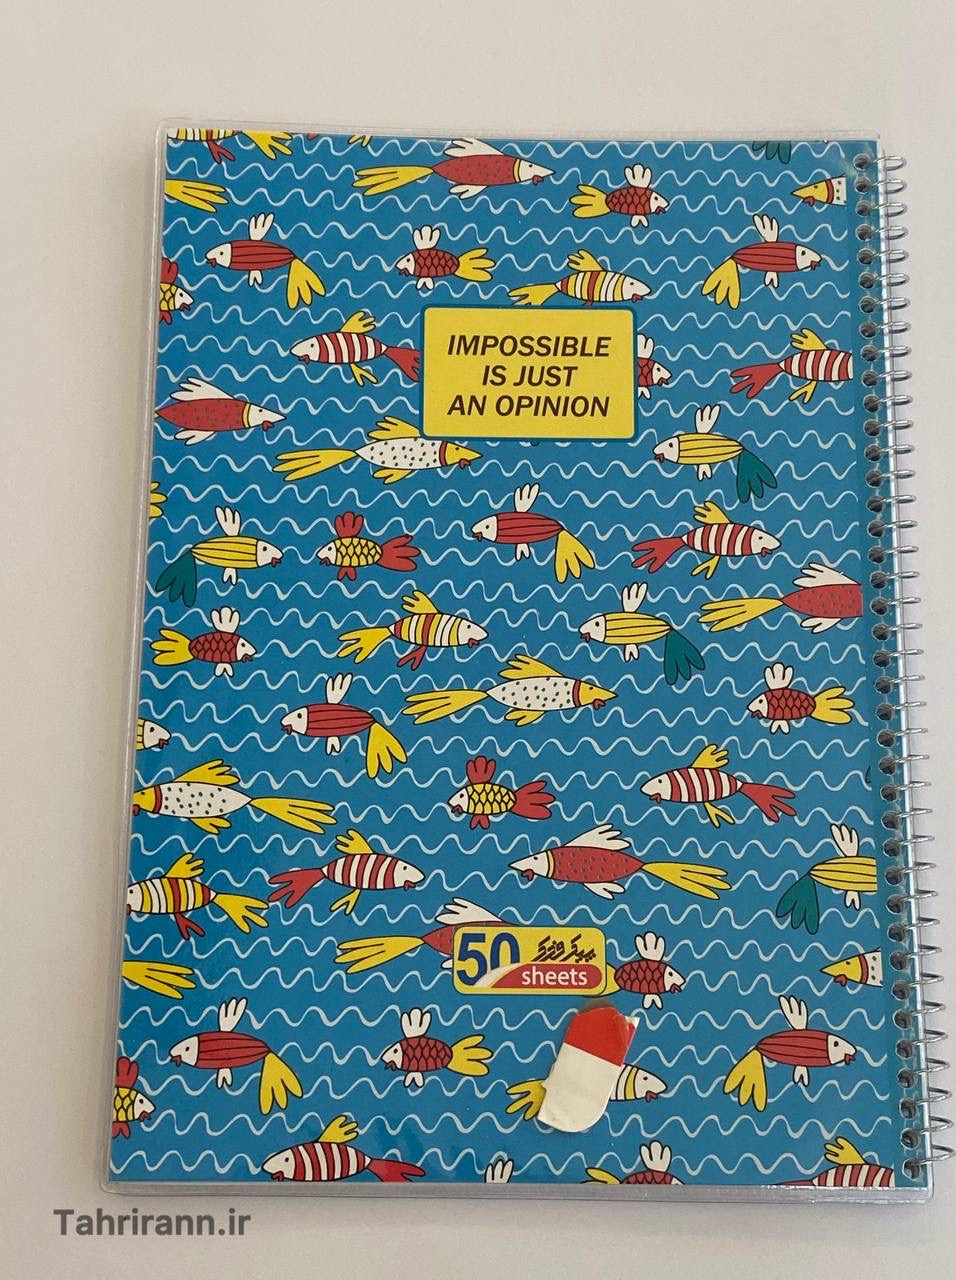 IMPOSSIBLE
IS JUST
AN OPINION
50
sheets
Tahrirann.ir